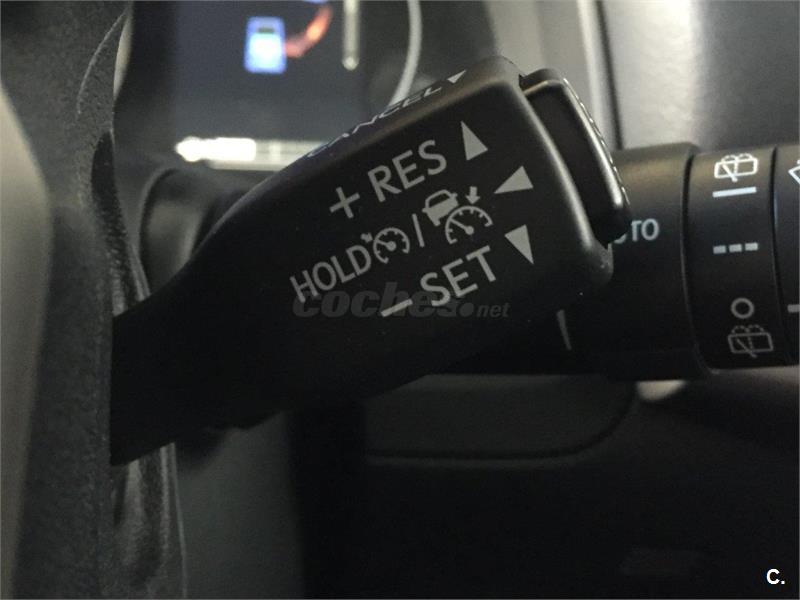 CANCEL
+ RES
HOLD /
– SET
coches.net
C.